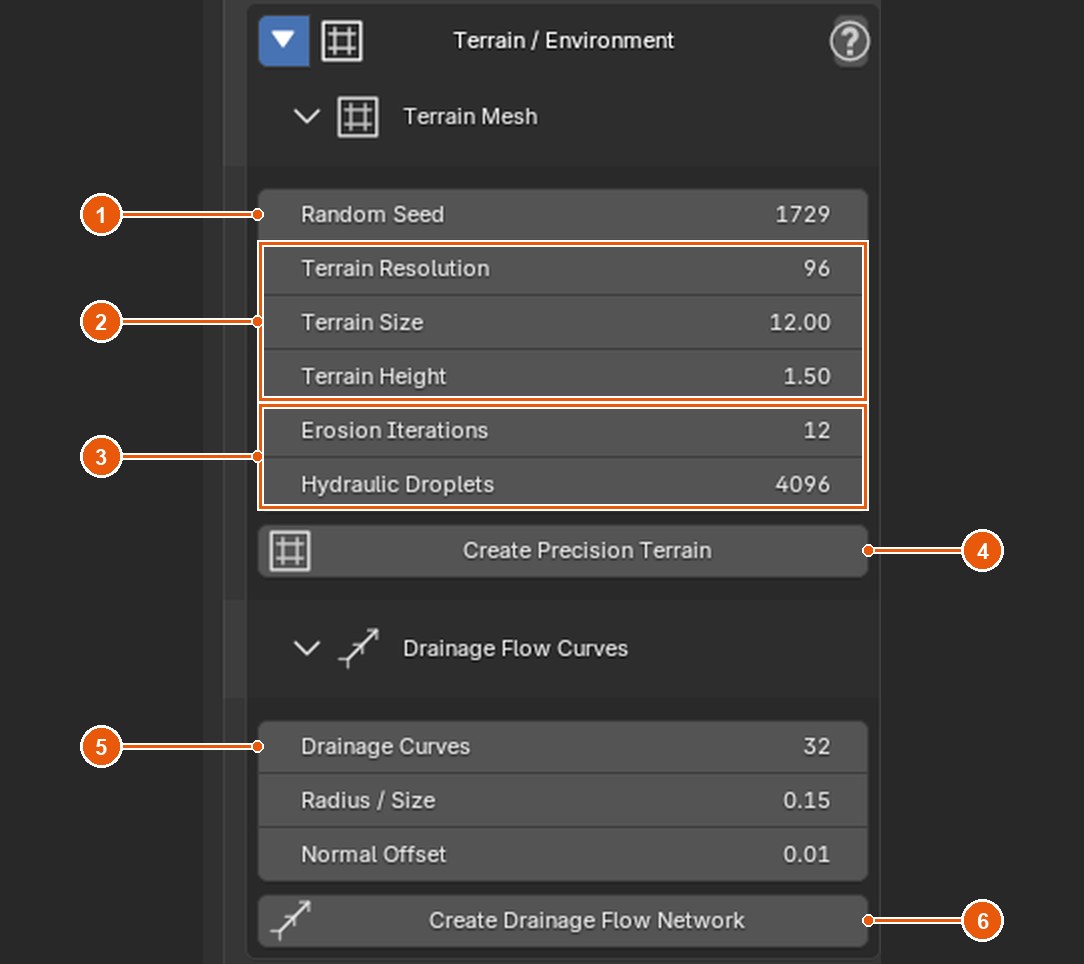 Terrain / Environment
?
Terrain Mesh
1
Random Seed 1729
Terrain Resolution 96
2
Terrain Size 12.00
Terrain Height 1.50
Erosion Iterations 12
3
Hydraulic Droplets 4096
Create Precision Terrain
4
Drainage Flow Curves
5
Drainage Curves 32
Radius / Size 0.15
Normal Offset 0.01
Create Drainage Flow Network
6